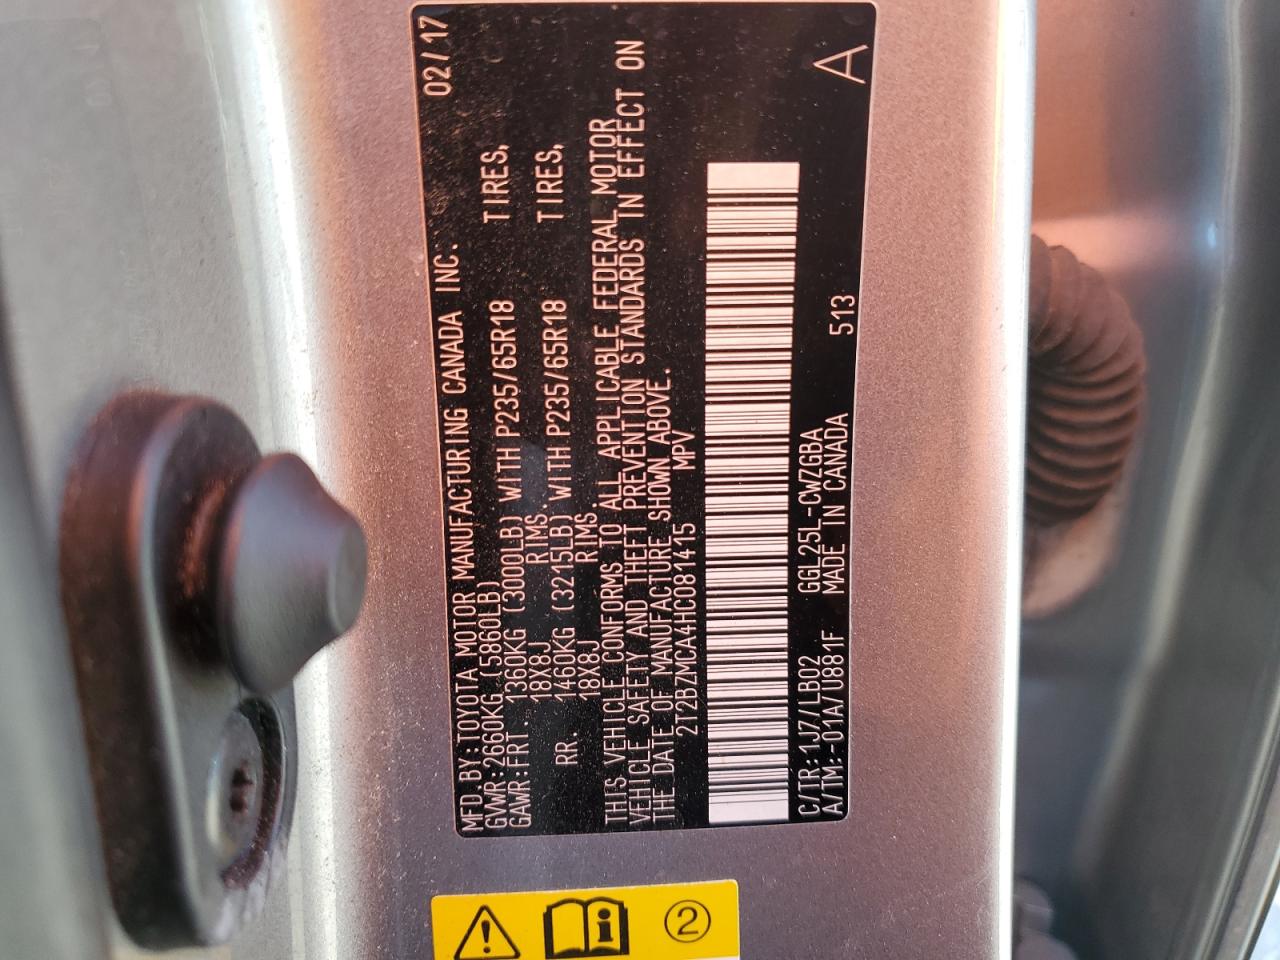 MFD.BY:TOYOTA MOTOR MANUFACTURING CANADA INC. 02/17
GVWR:2660KG (5860LB)
GAWR:FRT. 1360KG (3000LB) WITH P235/65R18 TIRES,
18X8J RIMS.
RR. 1460KG (3215LB) WITH P235/65R18 TIRES,
18X8J RIMS
THIS VEHICLE CONFORMS TO ALL APPLICABLE FEDERAL MOTOR
VEHICLE SAFETY AND THEFT PREVENTION STANDARDS IN EFFECT ON
THE DATE OF MANUFACTURE SHOWN ABOVE.
2T2BZMCA4HC081415 MPV
C/TR:1J7/LB02 GGL25L-CWZGBA
A/TM:-01A/U881F MADE IN CANADA 513
A
2